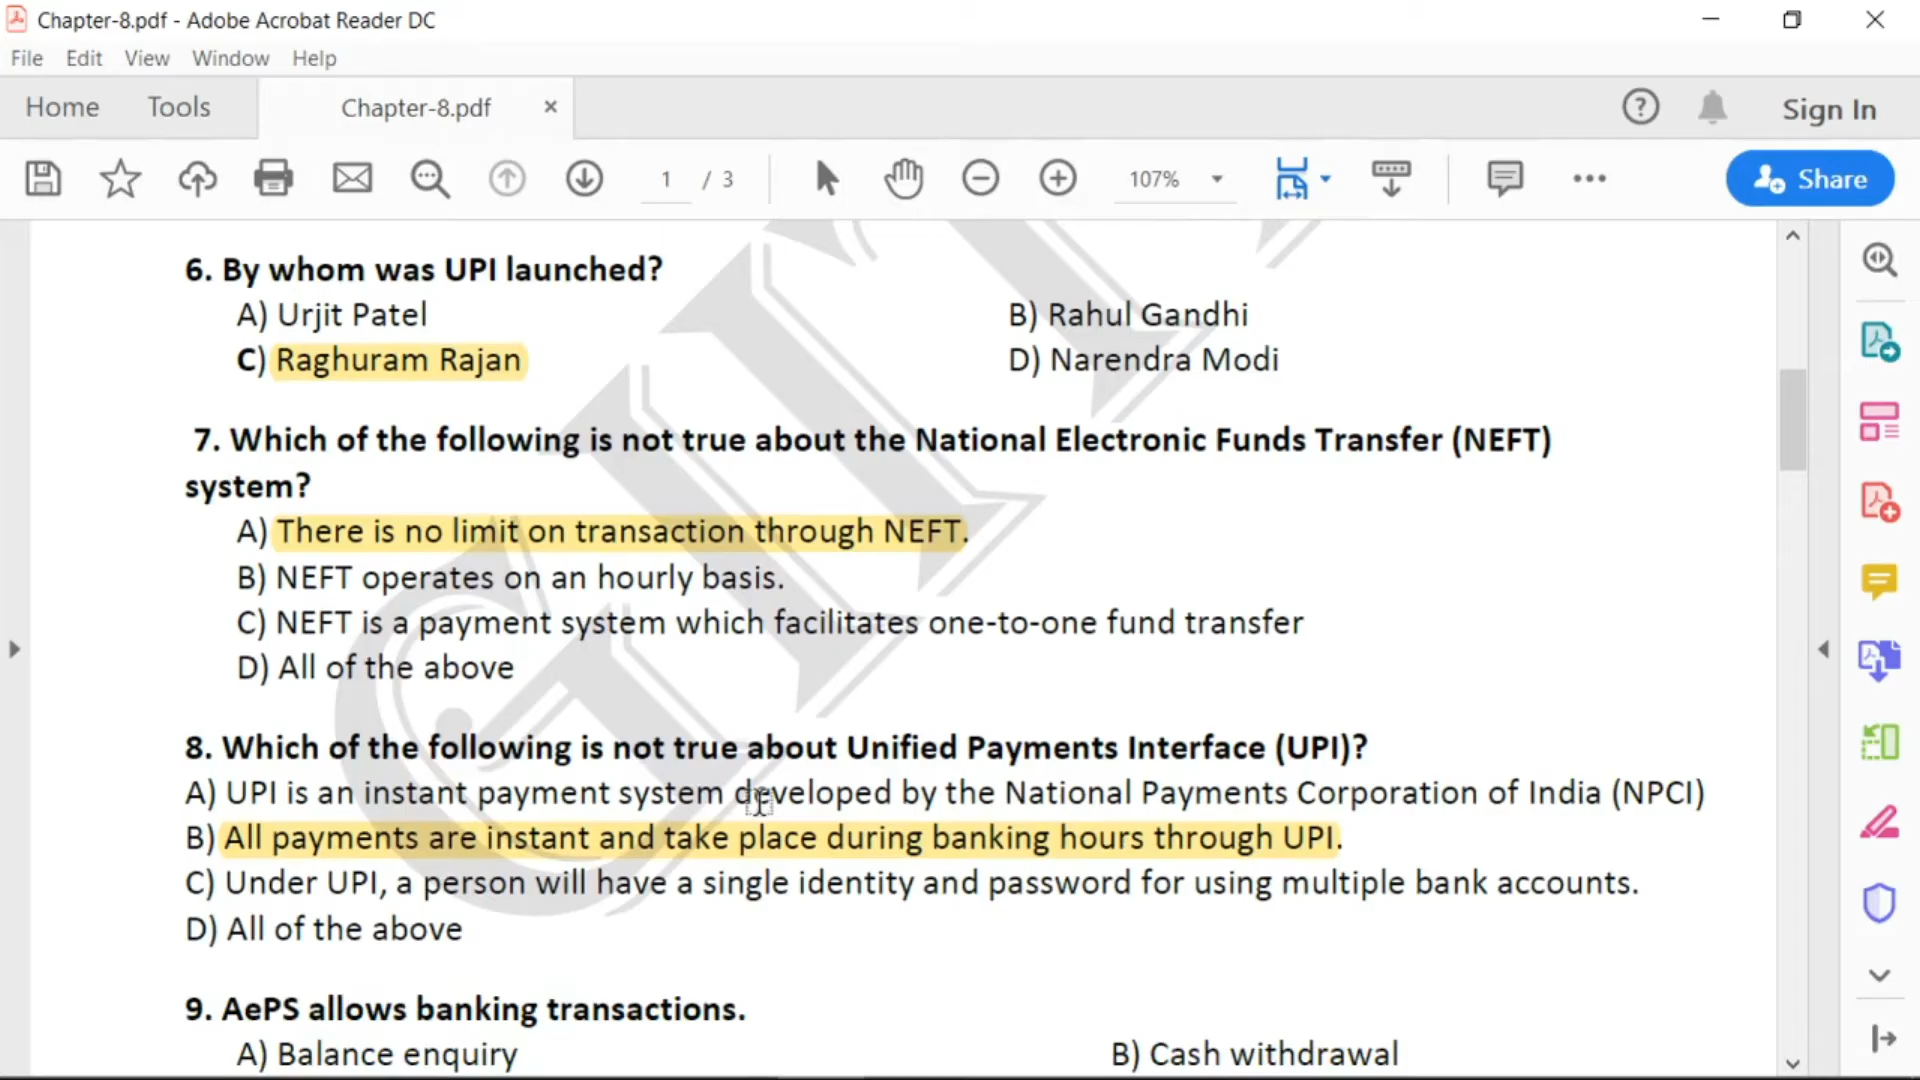 Chapter-8.pdf - Adobe Acrobat Reader DC
File Edit View Window Help
Home Tools Chapter-8.pdf × Sign In
1 / 3 107% Share
6. By whom was UPI launched?
A) Urjit Patel B) Rahul Gandhi
C) Raghuram Rajan D) Narendra Modi
7. Which of the following is not true about the National Electronic Funds Transfer (NEFT)
system?
A) There is no limit on transaction through NEFT.
B) NEFT operates on an hourly basis.
C) NEFT is a payment system which facilitates one-to-one fund transfer
D) All of the above
8. Which of the following is not true about Unified Payments Interface (UPI)?
A) UPI is an instant payment system developed by the National Payments Corporation of India (NPCI)
B) All payments are instant and take place during banking hours through UPI.
C) Under UPI, a person will have a single identity and password for using multiple bank accounts.
D) All of the above
9. AePS allows banking transactions.
A) Balance enquiry B) Cash withdrawal